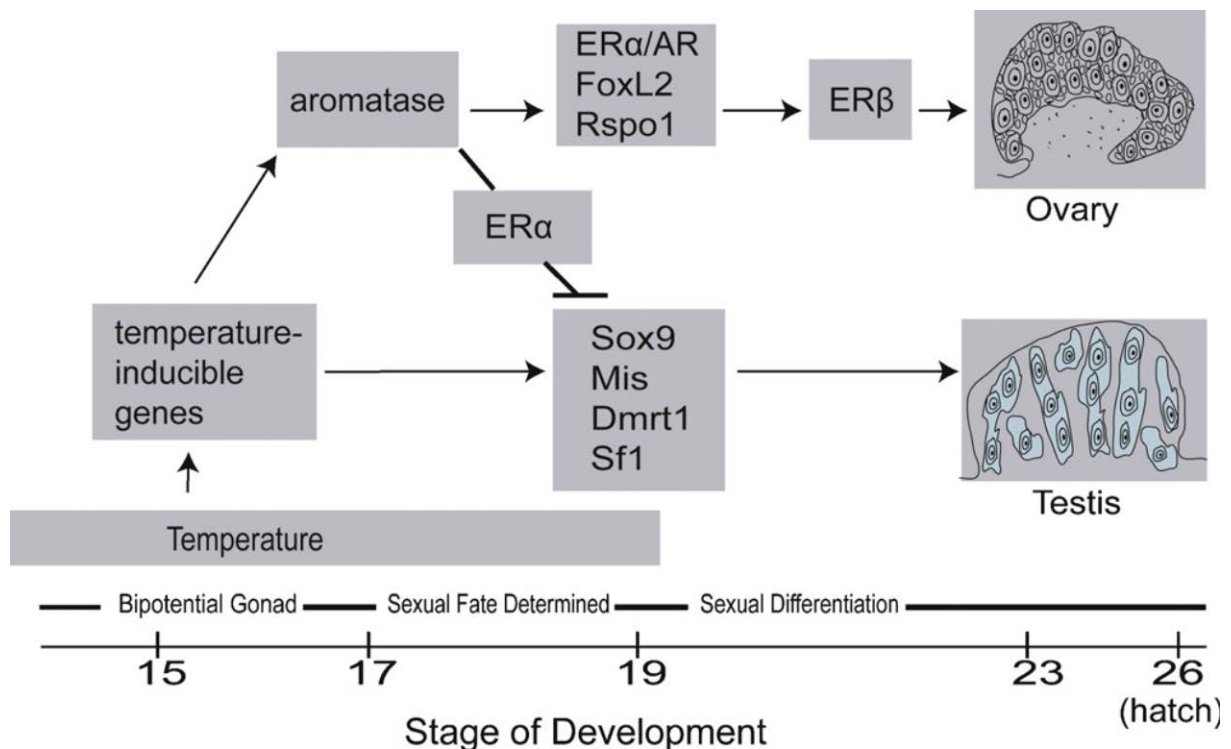 aromatase
ERα/AR
FoxL2
Rspo1
ERβ
Ovary
ERα
temperature-
inducible
genes
Sox9
Mis
Dmrt1
Sf1
Testis
Temperature
Bipotential Gonad
Sexual Fate Determined
Sexual Differentiation
15
17
19
23
26
(hatch)
Stage of Development